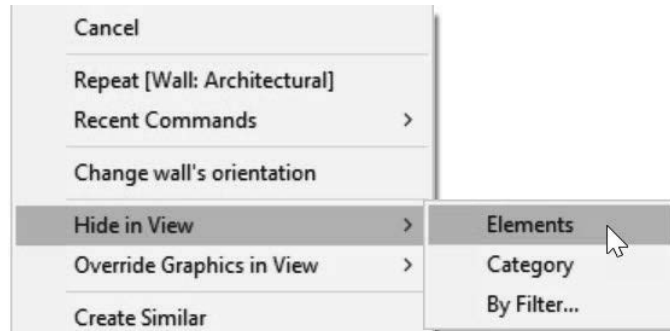 Cancel
Repeat [Wall: Architectural]
Recent Commands
Change wall's orientation
Hide in View
Elements
Override Graphics in View
Category
By Filter...
Create Similar